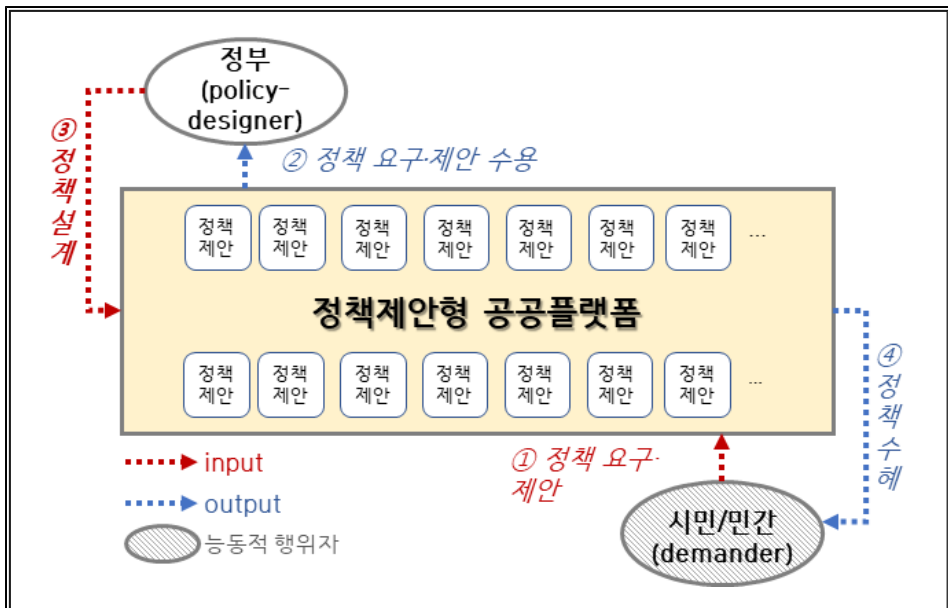 정부
(policy-
designer)
③ 정책설계
② 정책 요구·제안 수용
정책 정책 정책 정책 정책 정책 정책
제안 제안 제안 제안 제안 제안 제안 ...
정책제안형 공공플랫폼
정책 정책 정책 정책 정책 정책 정책
제안 제안 제안 제안 제안 제안 제안 ...
④ 정책수혜
input
① 정책 요구·
제안
output
능동적 행위자
시민/민간
(demander)